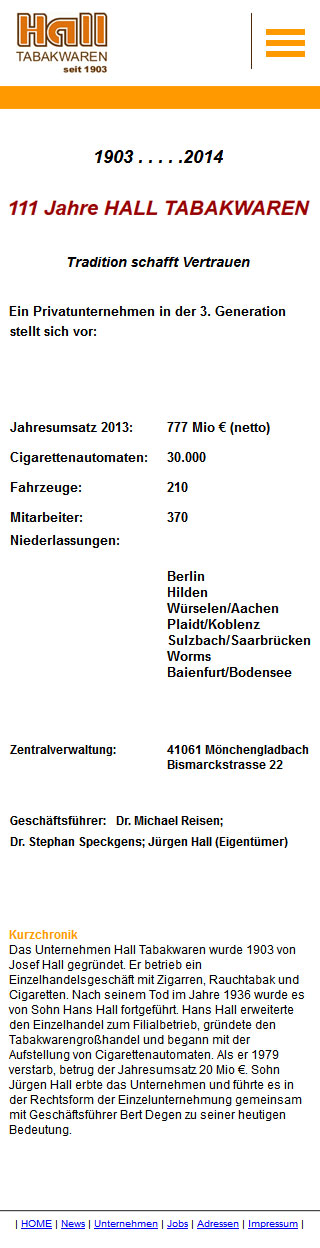 Hall
TABAKWAREN
seit 1903
1903 . . . . .2014
111 Jahre HALL TABAKWAREN
Tradition schafft Vertrauen
Ein Privatunternehmen in der 3. Generation
stellt sich vor:
Jahresumsatz 2013: 777 Mio € (netto)
Cigarettenautomaten: 30.000
Fahrzeuge: 210
Mitarbeiter: 370
Niederlassungen:
Berlin
Hilden
Würselen/Aachen
Plaidt/Koblenz
Sulzbach/Saarbrücken
Worms
Baienfurt/Bodensee
Zentralverwaltung: 41061 Mönchengladbach
Bismarckstrasse 22
Geschäftsführer: Dr. Michael Reisen;
Dr. Stephan Speckgens; Jürgen Hall (Eigentümer)
Kurzchronik
Das Unternehmen Hall Tabakwaren wurde 1903 von
Josef Hall gegründet. Er betrieb ein
Einzelhandelsgeschäft mit Zigarren, Rauchtabak und
Cigaretten. Nach seinem Tod im Jahre 1936 wurde es
von Sohn Hans Hall fortgeführt. Hans Hall erweiterte
den Einzelhandel zum Filialbetrieb, gründete den
Tabakwarengroßhandel und begann mit der
Aufstellung von Cigarettenautomaten. Als er 1979
verstarb, betrug der Jahresumsatz 20 Mio €. Sohn
Jürgen Hall erbte das Unternehmen und führte es in
der Rechtsform der Einzelunternehmung gemeinsam
mit Geschäftsführer Bert Degen zu seiner heutigen
Bedeutung.
| HOME | News | Unternehmen | Jobs | Adressen | Impressum |